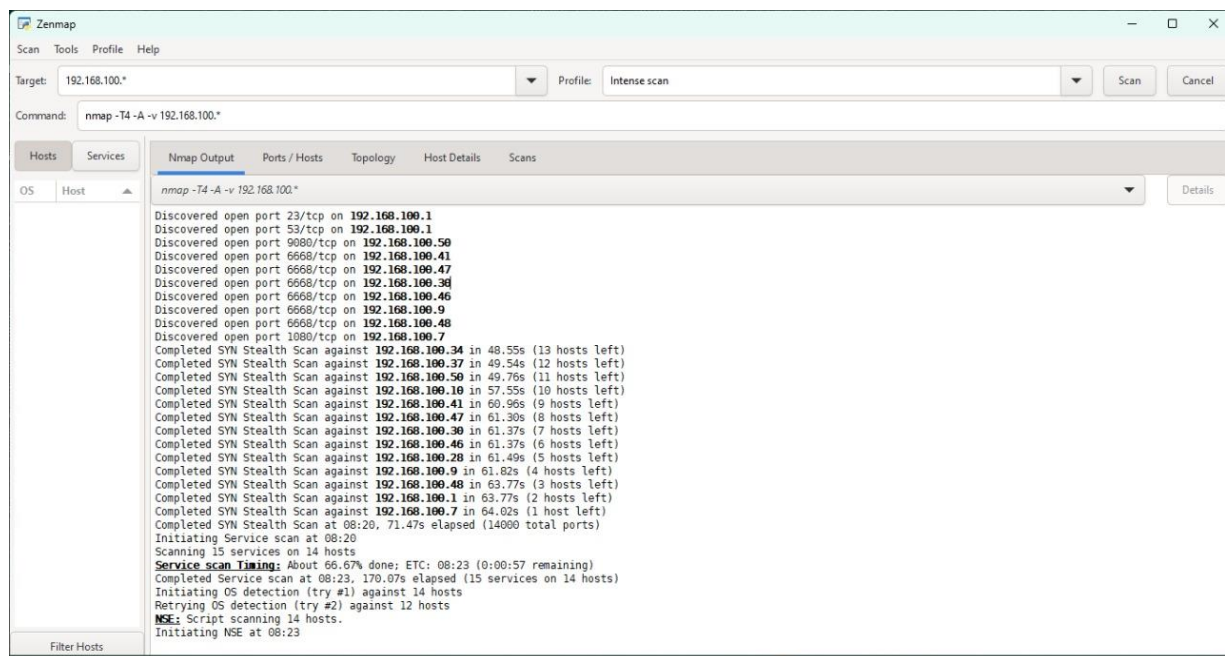 Zenmap
Scan Tools Profile Help
Target: 192.168.100.* Profile: Intense scan Scan Cancel
Command: nmap -T4 -A -v 192.168.100.*
Hosts Services Nmap Output Ports / Hosts Topology Host Details Scans
OS Host nmap -T4 -A -v 192.168.100.* Details
Discovered open port 23/tcp on 192.168.100.1
Discovered open port 53/tcp on 192.168.100.1
Discovered open port 9080/tcp on 192.168.100.50
Discovered open port 6668/tcp on 192.168.100.41
Discovered open port 6668/tcp on 192.168.100.47
Discovered open port 6668/tcp on 192.168.100.30
Discovered open port 6668/tcp on 192.168.100.46
Discovered open port 6668/tcp on 192.168.100.9
Discovered open port 6668/tcp on 192.168.100.48
Discovered open port 1080/tcp on 192.168.100.7
Completed SYN Stealth Scan against 192.168.100.34 in 48.55s (13 hosts left)
Completed SYN Stealth Scan against 192.168.100.37 in 49.54s (12 hosts left)
Completed SYN Stealth Scan against 192.168.100.50 in 49.76s (11 hosts left)
Completed SYN Stealth Scan against 192.168.100.10 in 57.55s (10 hosts left)
Completed SYN Stealth Scan against 192.168.100.41 in 60.96s (9 hosts left)
Completed SYN Stealth Scan against 192.168.100.47 in 61.30s (8 hosts left)
Completed SYN Stealth Scan against 192.168.100.30 in 61.37s (7 hosts left)
Completed SYN Stealth Scan against 192.168.100.46 in 61.37s (6 hosts left)
Completed SYN Stealth Scan against 192.168.100.28 in 61.49s (5 hosts left)
Completed SYN Stealth Scan against 192.168.100.9 in 61.82s (4 hosts left)
Completed SYN Stealth Scan against 192.168.100.48 in 63.77s (3 hosts left)
Completed SYN Stealth Scan against 192.168.100.1 in 63.77s (2 hosts left)
Completed SYN Stealth Scan against 192.168.100.7 in 64.02s (1 host left)
Completed SYN Stealth Scan at 08:20, 71.47s elapsed (14000 total ports)
Initiating Service scan at 08:20
Scanning 15 services on 14 hosts
Service scan Timing: About 66.67% done; ETC: 08:23 (0:00:57 remaining)
Completed Service scan at 08:23, 170.07s elapsed (15 services on 14 hosts)
Initiating OS detection (try #1) against 14 hosts
Retrying OS detection (try #2) against 12 hosts
NSE: Script scanning 14 hosts.
Initiating NSE at 08:23
Filter Hosts